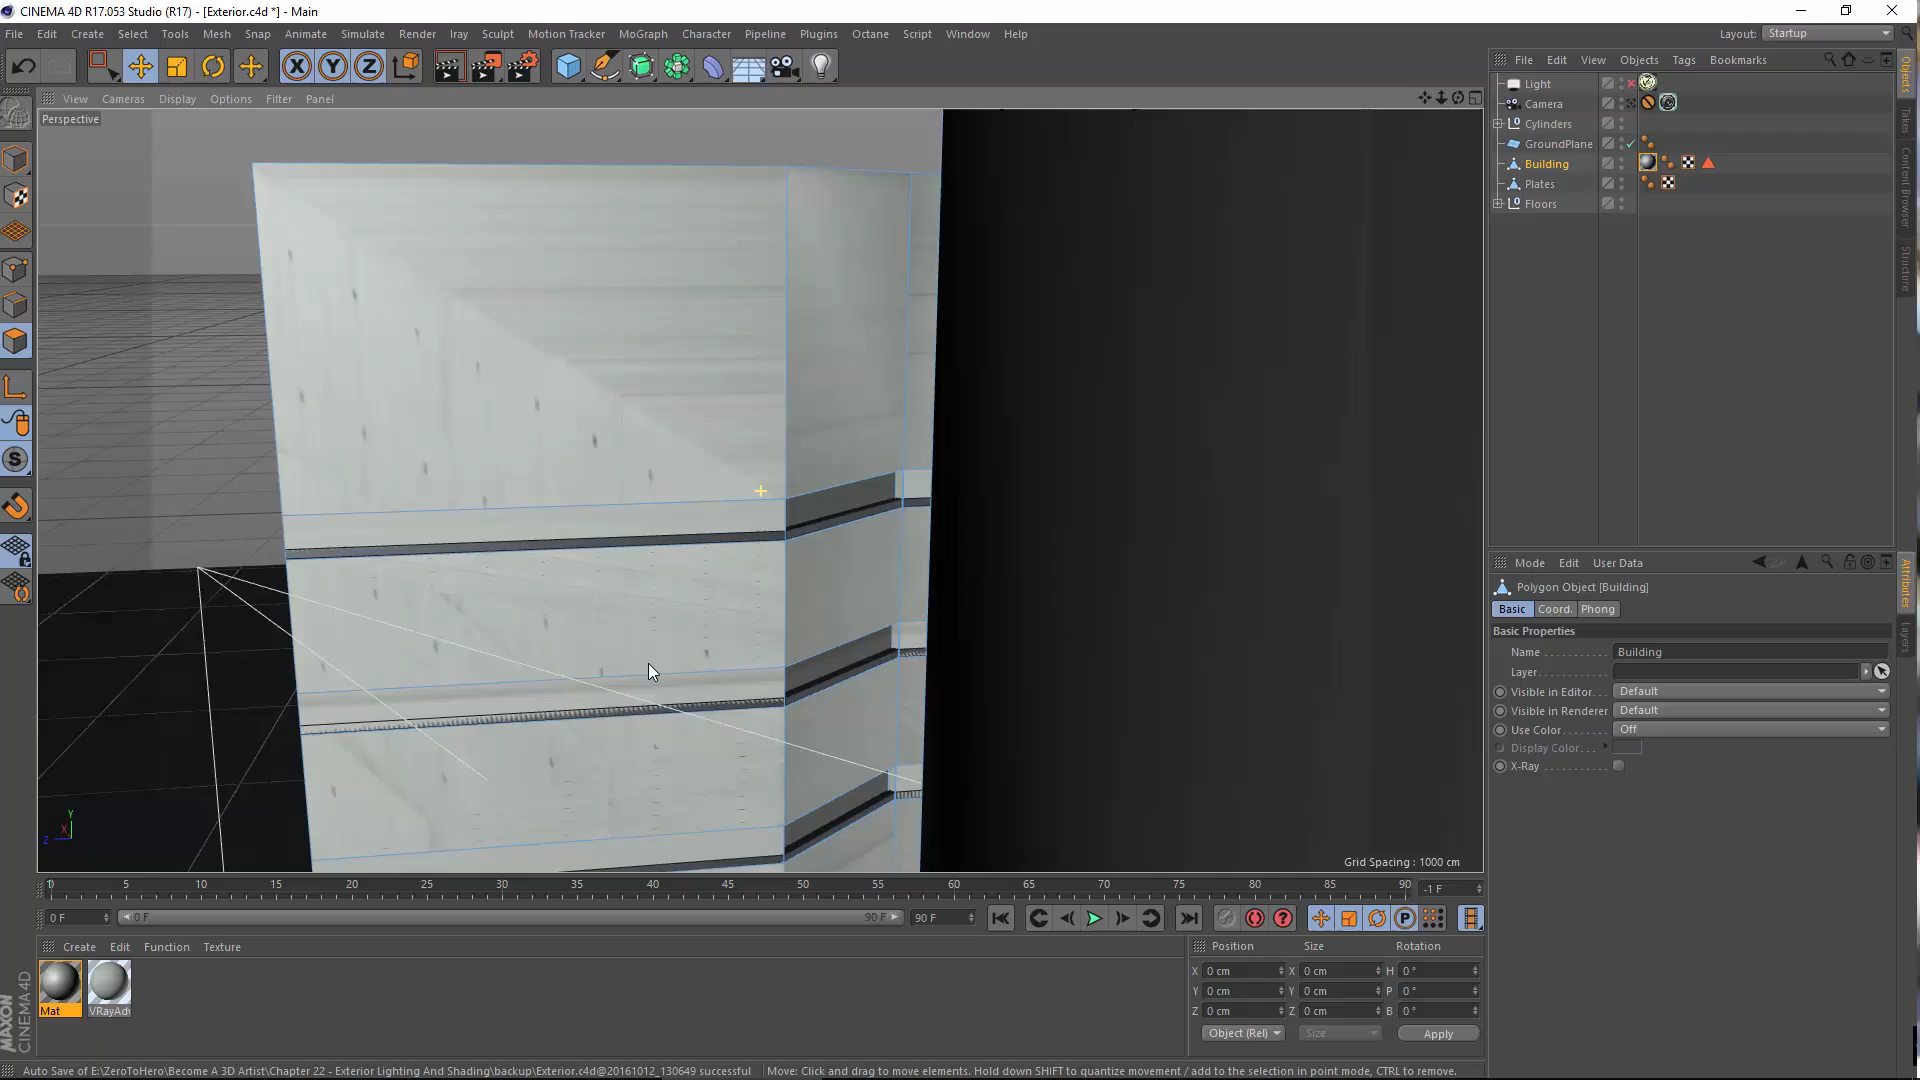 CINEMA 4D R17.053 Studio (R17) - [Exterior.c4d *] - Main
File Edit Create Select Tools Mesh Snap Animate Simulate Render Iray Sculpt Motion Tracker MoGraph Character Pipeline Plugins Octane Script Window Help Layout: Startup
X Y Z
File Edit View Objects Tags Bookmarks
View Cameras Display Options Filter Panel
Perspective
Light
Camera
Cylinders
GroundPlane
Building
Plates
Floors
Objects
Takes
Content Browser
Structure
Mode Edit User Data
Polygon Object [Building]
Basic Coord. Phong
Basic Properties
Name Building
Layer
Visible in Editor Default
Visible in Renderer Default
Use Color Off
Display Color
X-Ray
Attributes
Layers
Y
X
Z
Grid Spacing : 1000 cm
0 5 10 15 20 25 30 35 40 45 50 55 60 65 70 75 80 85 90 -1 F
0 F 0 F 90 F 90 F
Create Edit Function Texture
Mat VRayAdv
Position Size Rotation
X 0 cm X 0 cm H 0 °
Y 0 cm Y 0 cm P 0 °
Z 0 cm Z 0 cm B 0 °
Object (Rel) Size Apply
MAXON CINEMA 4D
Auto Save of E:\ZeroToHero\Become A 3D Artist\Chapter 22 - Exterior Lighting And Shading\backup\Exterior.c4d@20161012_130649 successful Move: Click and drag to move elements. Hold down SHIFT to quantize movement / add to the selection in point mode, CTRL to remove.